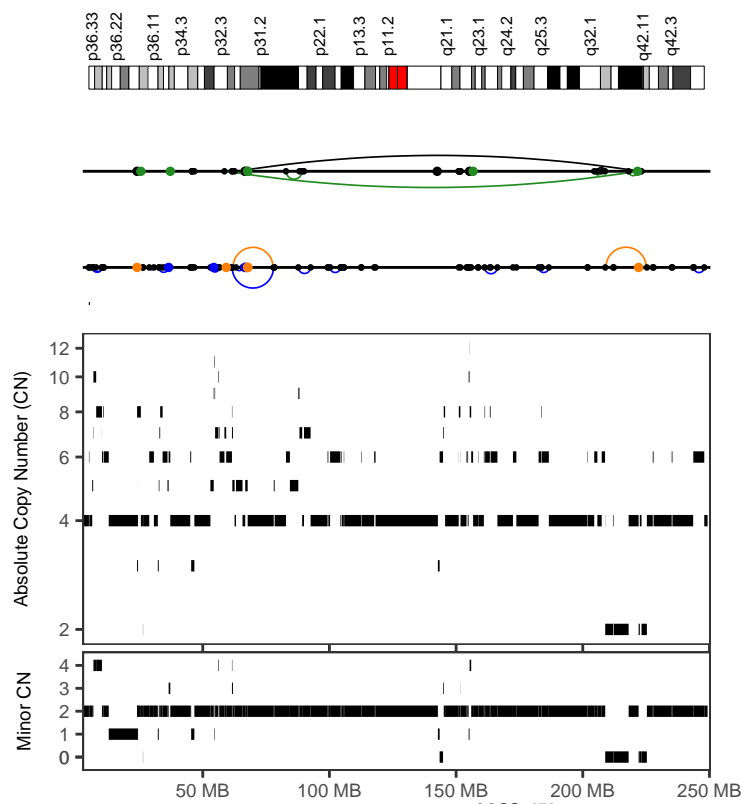 p36.33 p36.22 p36.11 p34.3 p32.3 p31.2 p22.1 p13.3 p11.2 q21.1 q23.1 q24.2 q25.3 q32.1 q42.11 q42.3
Absolute Copy Number (CN)
12
10
8
6
4
2
Minor CN
4
3
2
1
0
50 MB 100 MB 150 MB 200 MB 250 MB